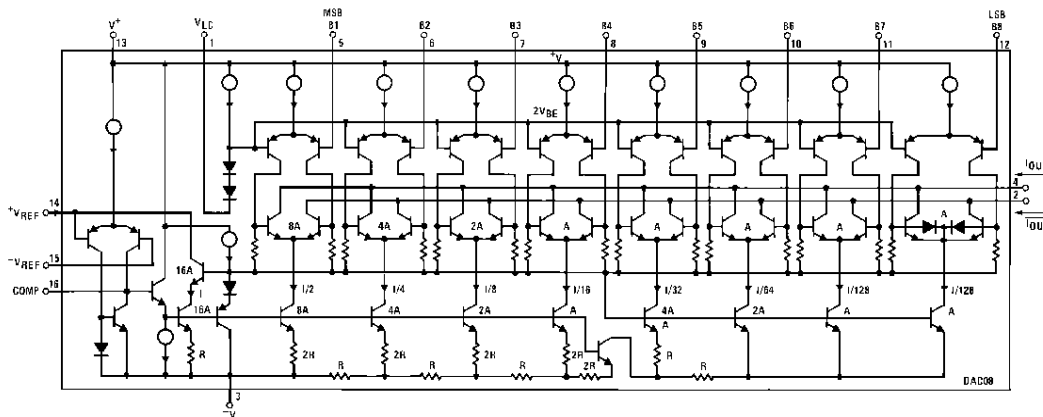 V+ VLC MSB B1 B2 B3 B4 B5 B6 B7 LSB B8
13 1 5 6 7 8 9 10 11 12
+V
2VBE
IOU
4
2
IOU
+VREF 14
−VREF 15
COMP 16
8A 4A 2A A A A A A
16A
I I/2 I/4 I/8 I/16 I/32 I/64 I/128 I/128
16A 8A 4A 2A A 4A 2A A A
A
R 2R 2R 2R 2R R
R R R 2R R
3
−V
DAC08